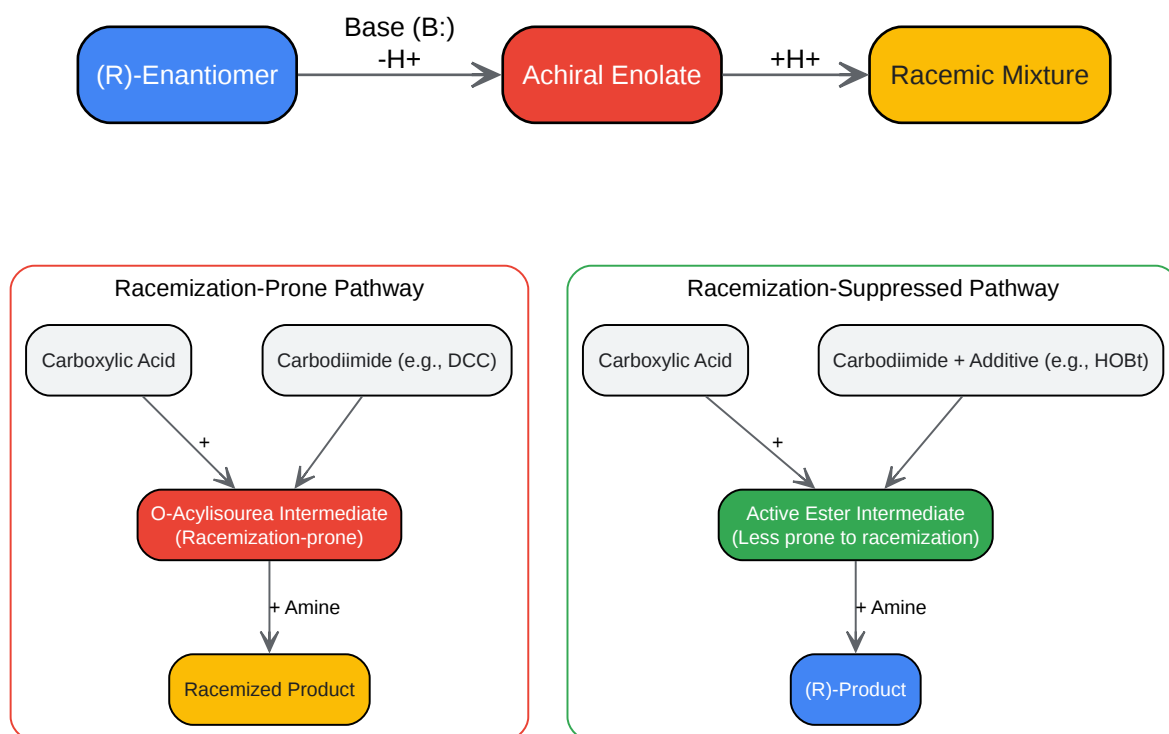 Base (B:)
-H+
+H+
(R)-Enantiomer
Achiral Enolate
Racemic Mixture
Racemization-Prone Pathway
Carboxylic Acid
Carbodiimide (e.g., DCC)
+
O-Acylisourea Intermediate
(Racemization-prone)
+ Amine
Racemized Product
Racemization-Suppressed Pathway
Carboxylic Acid
Carbodiimide + Additive (e.g., HOBt)
+
Active Ester Intermediate
(Less prone to racemization)
+ Amine
(R)-Product